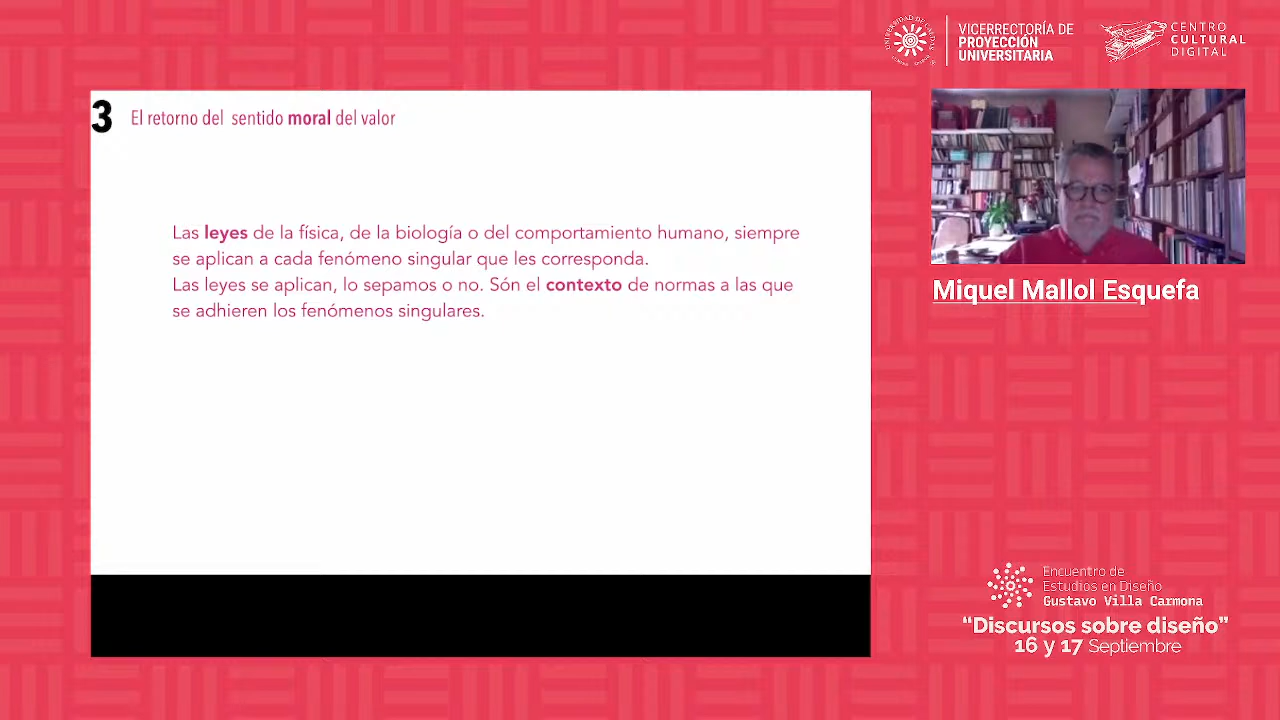 VICERRECTORÍA DE
PROYECCIÓN
UNIVERSITARIA
CENTRO
CULTURAL
DIGITAL
3 El retorno del sentido moral del valor
Las leyes de la física, de la biología o del comportamiento humano, siempre
se aplican a cada fenómeno singular que les corresponda.
Las leyes se aplican, lo sepamos o no. Són el contexto de normas a las que
se adhieren los fenómenos singulares.
Miquel Mallol Esquefa
Encuentro de
Estudios en Diseño
Gustavo Villa Carmona
“Discursos sobre diseño”
16 y 17 Septiembre